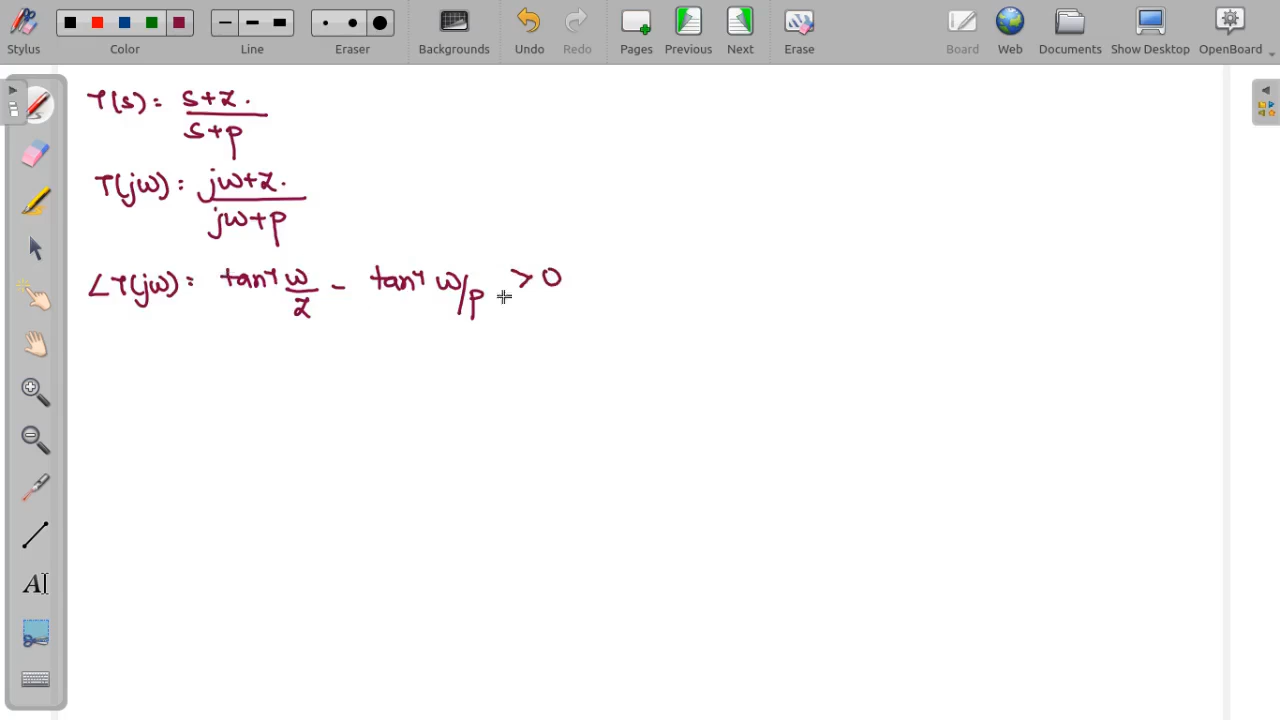 Stylus
Color
Line
Eraser
Backgrounds
Undo
Redo
Pages
Previous
Next
Erase
Board
Web
Documents
Show Desktop
OpenBoard
T(s): s+z.
s+p
T(jω): jω+z.
jω+p
∠T(jω): tan⁻¹ ω/z - tan⁻¹ ω/p > 0
AI